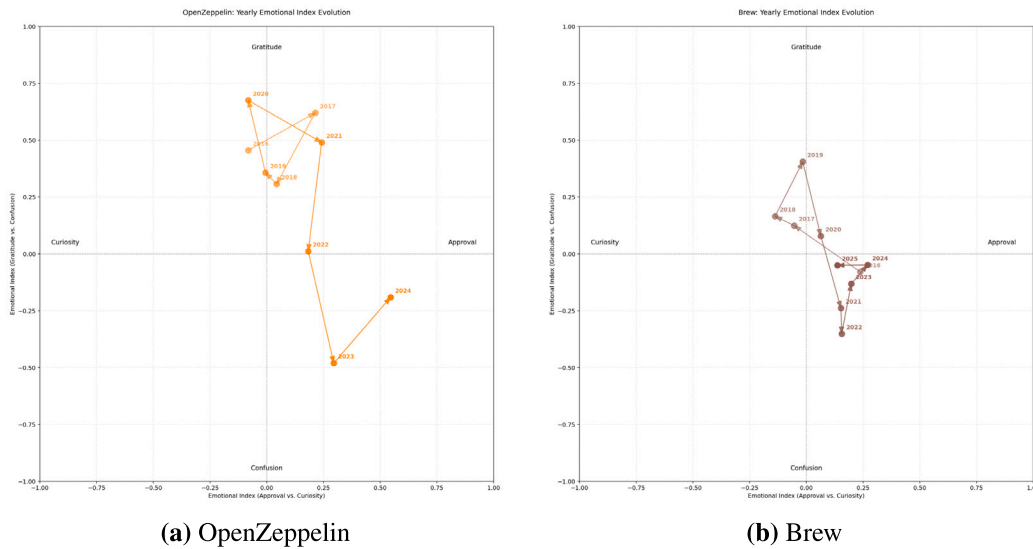 OpenZeppelin: Yearly Emotional Index Evolution
1.00
0.75
0.50
0.25
0.00
−0.25
−0.50
−0.75
−1.00
Emotional Index (Gratitude vs. Confusion)
Gratitude
Curiosity
Approval
Confusion
2020
2017
2021
2016
2019
2018
2022
2024
2023
−1.00 −0.75 −0.50 −0.25 0.00 0.25 0.50 0.75 1.00
Emotional Index (Approval vs. Curiosity)
(a) OpenZeppelin
Brew: Yearly Emotional Index Evolution
1.00
0.75
0.50
0.25
0.00
−0.25
−0.50
−0.75
−1.00
Emotional Index (Gratitude vs. Confusion)
Gratitude
Curiosity
Approval
Confusion
2019
2018
2017
2020
2025
2024
2016
2023
2021
2022
−1.00 −0.75 −0.50 −0.25 0.00 0.25 0.50 0.75 1.00
Emotional Index (Approval vs. Curiosity)
(b) Brew